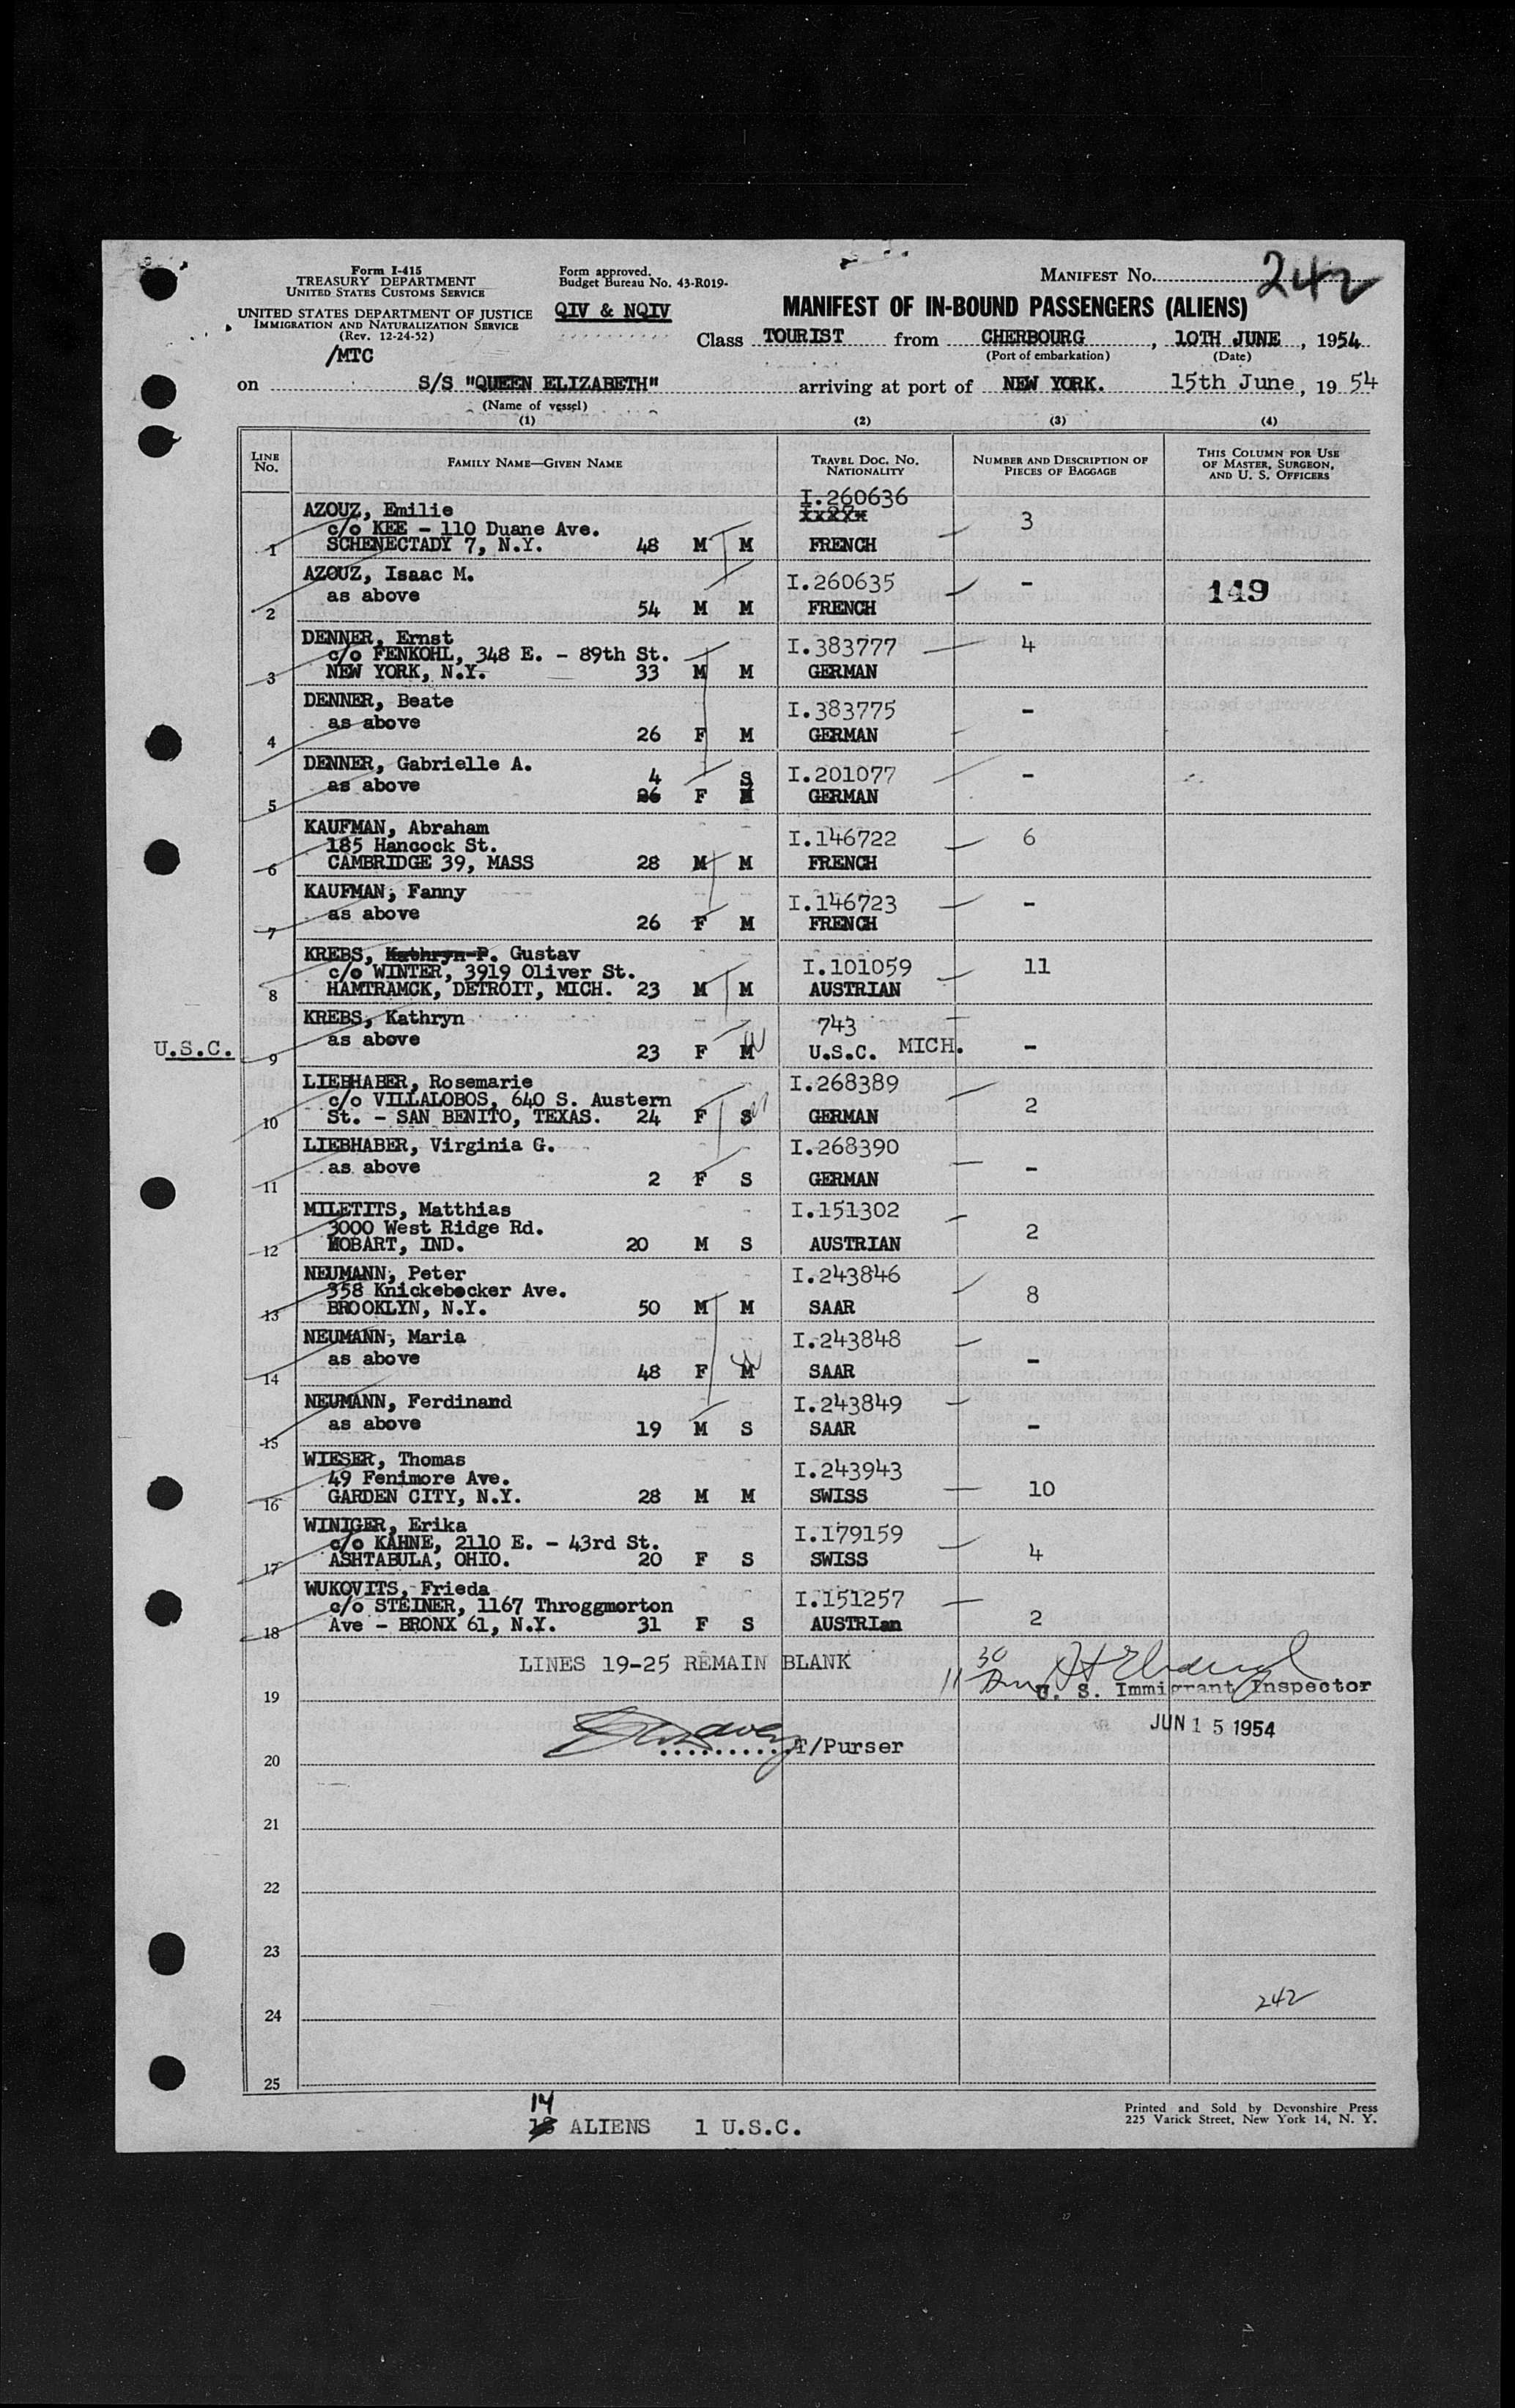 Form I-415
TREASURY DEPARTMENT
UNITED STATES CUSTOMS SERVICE
UNITED STATES DEPARTMENT OF JUSTICE
IMMIGRATION AND NATURALIZATION SERVICE
(Rev. 12-24-52)
/MTC
Form approved.
Budget Bureau No. 43-R019-
QIV & NQIV
MANIFEST No. 242
MANIFEST OF IN-BOUND PASSENGERS (ALIENS)
Class TOURIST from CHERBOURG, 10TH JUNE, 1954
(Port of embarkation) (Date)
on S/S "QUEEN ELIZABETH" arriving at port of NEW YORK. 15th June, 19 54
(Name of vessel)
(1) (2) (3) (4)
LINE No. FAMILY NAME—GIVEN NAME TRAVEL DOC. NO. NATIONALITY NUMBER AND DESCRIPTION OF PIECES OF BAGGAGE THIS COLUMN FOR USE OF MASTER, SURGEON, AND U. S. OFFICERS
AZOUZ, Emilie I.260636
c/o KEE - 110 Duane Ave. xxxxx 3
1 SCHENECTADY 7, N.Y. 48 M M FRENCH
AZOUZ, Isaac M. I.260635 -
as above 149
2 54 M M FRENCH
DENNER, Ernst I.383777 4
c/o FENKOHL, 348 E. - 89th St.
3 NEW YORK, N.Y. 33 M M GERMAN
DENNER, Beate I.383775 -
as above
4 26 F M GERMAN
DENNER, Gabrielle A. I.201077 -
as above 4 S
5 26 F M GERMAN
KAUFMAN, Abraham I.146722 6
185 Hancock St.
6 CAMBRIDGE 39, MASS 28 M M FRENCH
KAUFMAN, Fanny I.146723 -
as above
7 26 F M FRENCH
KREBS, Kathryn P. Gustav I.101059 11
c/o WINTER, 3919 Oliver St.
8 HAMTRAMCK, DETROIT, MICH. 23 M M AUSTRIAN
KREBS, Kathryn 743
U.S.C. as above
9 23 F M U.S.C. MICH. -
LIEBHABER, Rosemarie I.268389
c/o VILLALOBOS, 640 S. Austern 2
10 St. - SAN BENITO, TEXAS. 24 F S GERMAN
LIEBHABER, Virginia G. I.268390
as above -
11 2 F S GERMAN
MILETITS, Matthias I.151302
3000 West Ridge Rd. 2
12 HOBART, IND. 20 M S AUSTRIAN
NEUMANN, Peter I.243846
358 Knickebocker Ave. 8
13 BROOKLYN, N.Y. 50 M M SAAR
NEUMANN, Maria I.243848
as above -
14 48 F M SAAR
NEUMANN, Ferdinand I.243849
as above -
15 19 M S SAAR
WIESER, Thomas I.243943
49 Fenimore Ave. 10
16 GARDEN CITY, N.Y. 28 M M SWISS
WINIGER, Erika I.179159
c/o KAHNE, 2110 E. - 43rd St. 4
17 ASHTABULA, OHIO. 20 F S SWISS
WUKOVITS, Frieda I.151257
c/o STEINER, 1167 Throggmorton 2
18 Ave - BRONX 61, N.Y. 31 F S AUSTRIan
LINES 19-25 REMAIN BLANK
11 30 Am
19 U. S. Immigrant Inspector
JUN 15 1954
20 ..........T/Purser
21
22
23
24 242
25
14
18 ALIENS 1 U.S.C.
Printed and Sold by Devonshire Press
225 Varick Street, New York 14, N. Y.